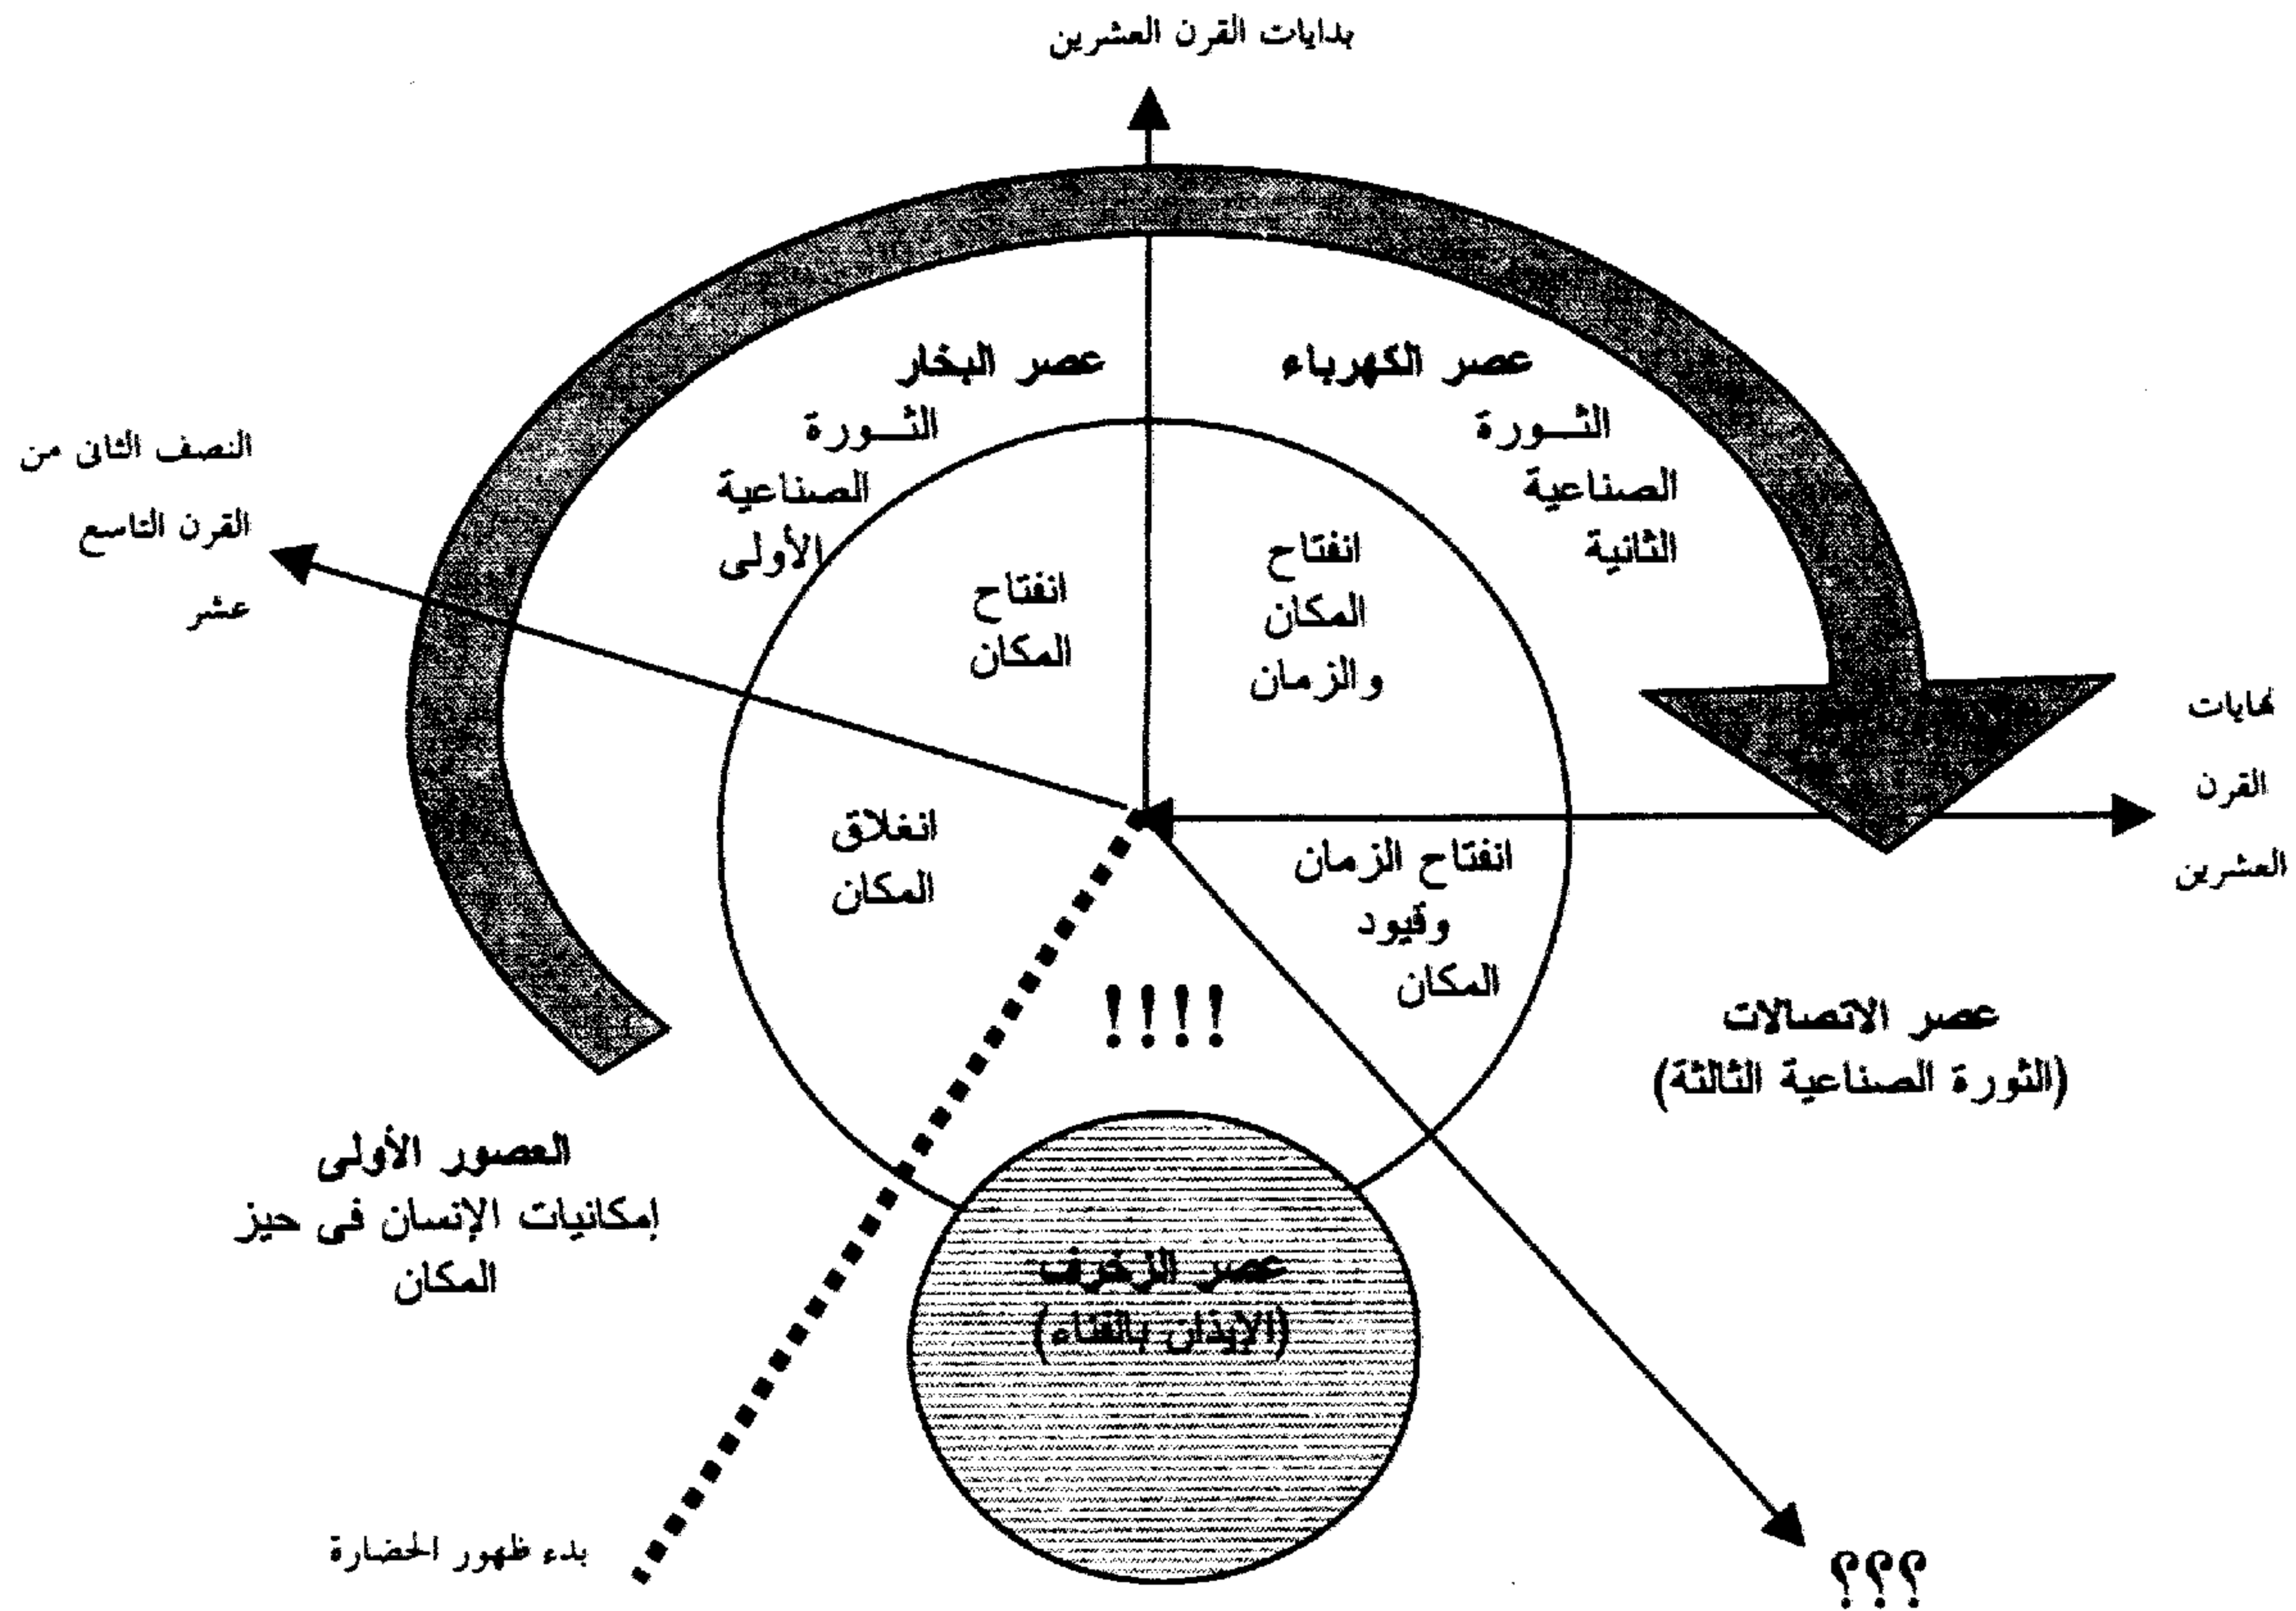 بدايات القرن العشرين
عصر الكهرباء
الثــورة
الصناعية
الثانية
عصر البخار
الثــورة
الصناعية
الأولى
النصف الثانى من
القرن التاسع
عشر
انفتاح
المكان
والزمان
انفتاح
المكان
نهايات
القرن
العشرين
انغلاق
المكان
انفتاح الزمان
وقيود
المكان
!!!!
عصر الاتصالات
(الثورة الصناعية الثالثة)
العصور الأولى
إمكانيات الإنسان فى حيز
المكان
عصر الزخرف
(الإيذان بالفناء)
بدء ظهور الحضارة
؟؟؟